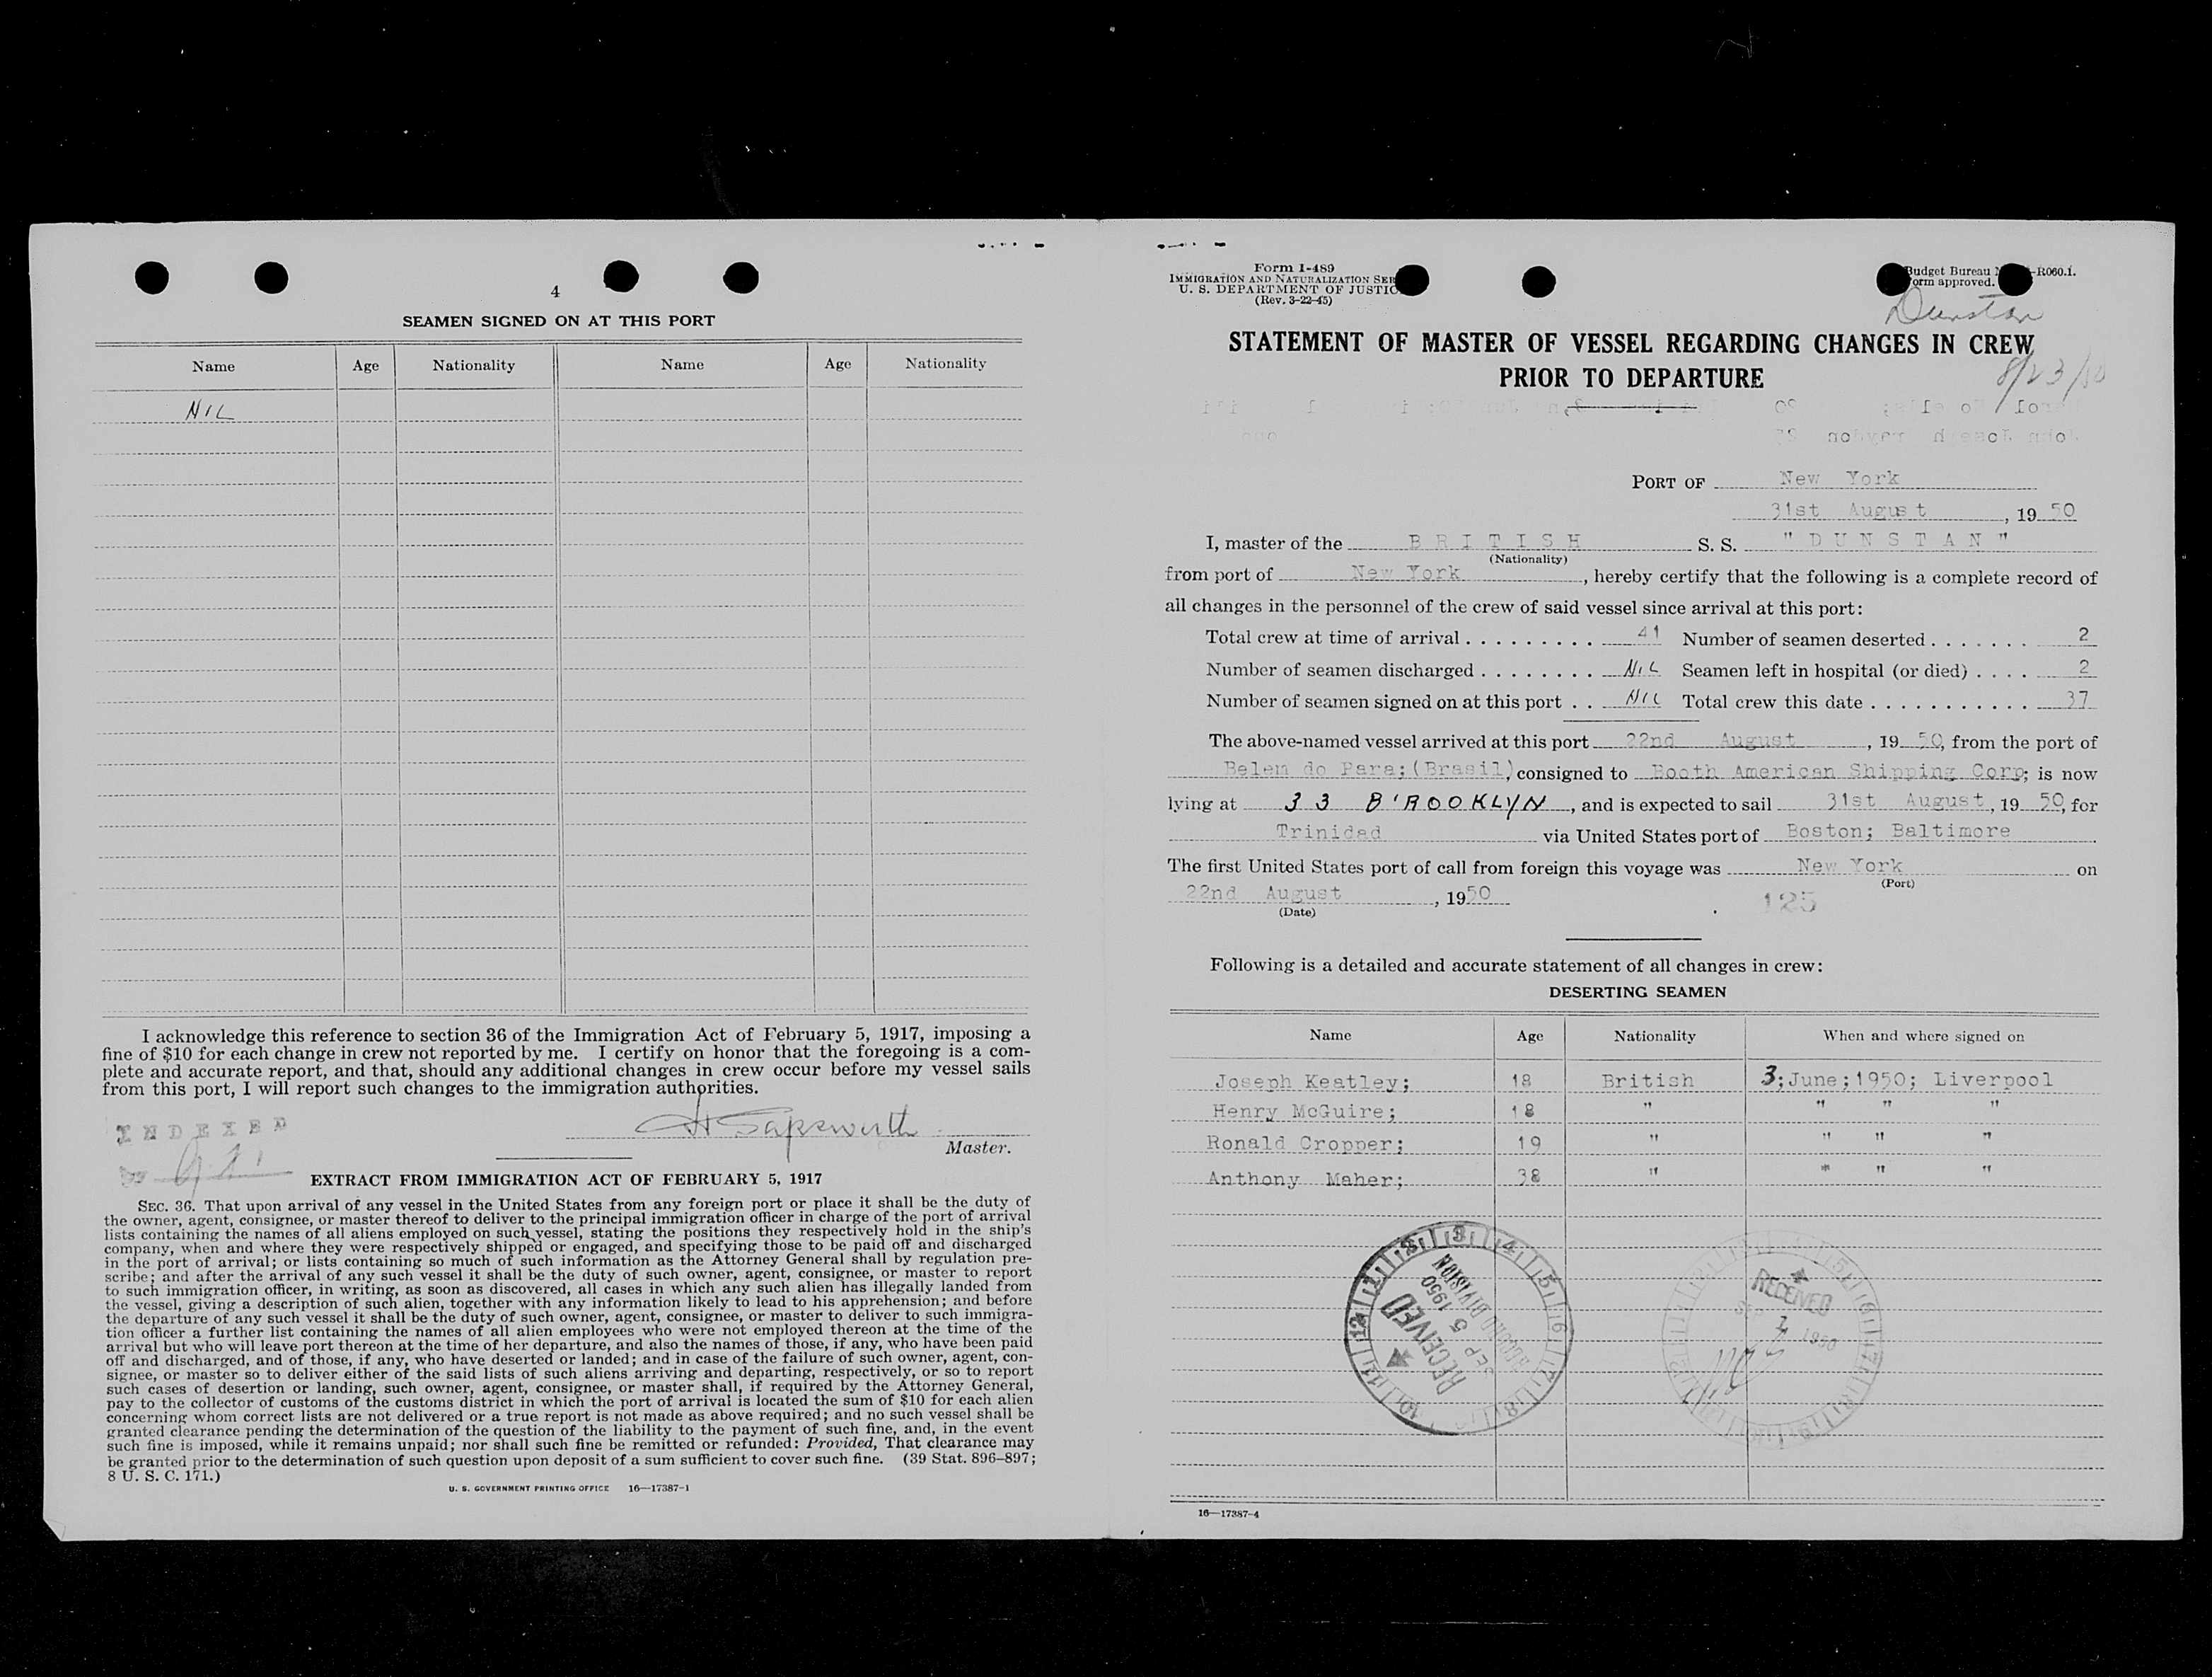 4
SEAMEN SIGNED ON AT THIS PORT
Name Age Nationality Name Age Nationality
NIL
I acknowledge this reference to section 36 of the Immigration Act of February 5, 1917, imposing a
fine of $10 for each change in crew not reported by me. I certify on honor that the foregoing is a com-
plete and accurate report, and that, should any additional changes in crew occur before my vessel sails
from this port, I will report such changes to the immigration authorities.
INDEXED
Sapsworth
Master.
EXTRACT FROM IMMIGRATION ACT OF FEBRUARY 5, 1917
SEC. 36. That upon arrival of any vessel in the United States from any foreign port or place it shall be the duty of
the owner, agent, consignee, or master thereof to deliver to the principal immigration officer in charge of the port of arrival
lists containing the names of all aliens employed on such vessel, stating the positions they respectively hold in the ship's
company, when and where they were respectively shipped or engaged, and specifying those to be paid off and discharged
in the port of arrival; or lists containing so much of such information as the Attorney General shall by regulation pre-
scribe; and after the arrival of any such vessel it shall be the duty of such owner, agent, consignee, or master to report
to such immigration officer, in writing, as soon as discovered, all cases in which any such alien has illegally landed from
the vessel, giving a description of such alien, together with any information likely to lead to his apprehension; and before
the departure of any such vessel it shall be the duty of such owner, agent, consignee, or master to deliver to such immigra-
tion officer a further list containing the names of all alien employees who were not employed thereon at the time of the
arrival but who will leave port thereon at the time of her departure, and also the names of those, if any, who have been paid
off and discharged, and of those, if any, who have deserted or landed; and in case of the failure of such owner, agent, con-
signee, or master so to deliver either of the said lists of such aliens arriving and departing, respectively, or so to report
such cases of desertion or landing, such owner, agent, consignee, or master shall, if required by the Attorney General,
pay to the collector of customs of the customs district in which the port of arrival is located the sum of $10 for each alien
concerning whom correct lists are not delivered or a true report is not made as above required; and no such vessel shall be
granted clearance pending the determination of the question of the liability to the payment of such fine, and, in the event
such fine is imposed, while it remains unpaid; nor shall such fine be remitted or refunded: Provided, That clearance may
be granted prior to the determination of such question upon deposit of a sum sufficient to cover such fine. (39 Stat. 896–897;
8 U. S. C. 171.)
U. S. GOVERNMENT PRINTING OFFICE 16—17387-1
Form I-489
IMMIGRATION AND NATURALIZATION SER
U. S. DEPARTMENT OF JUSTIC
(Rev. 3-22-45)
Budget Bureau -R060.1.
orm approved.
Dunstan
STATEMENT OF MASTER OF VESSEL REGARDING CHANGES IN CREW
PRIOR TO DEPARTURE
8/23/50
PORT OF New York
31st August, 19 50
I, master of the BRITISH S. S. "DUNSTAN"
(Nationality)
from port of New York, hereby certify that the following is a complete record of
all changes in the personnel of the crew of said vessel since arrival at this port:
Total crew at time of arrival . . . . . . . . . . 41 Number of seamen deserted . . . . . . . 2
Number of seamen discharged . . . . . . . . NIL Seamen left in hospital (or died) . . . . 2
Number of seamen signed on at this port . . NIL Total crew this date . . . . . . . . . . . . 37
The above-named vessel arrived at this port 22nd August, 19 50, from the port of
Belem do Para; (Brasil), consigned to Booth American Shipping Corp; is now
lying at 33 B'ROOKLYN, and is expected to sail 31st August, 19 50, for
Trinidad via United States port of Boston; Baltimore
The first United States port of call from foreign this voyage was New York on
(Port)
22nd August, 1950
(Date)
125
Following is a detailed and accurate statement of all changes in crew:
DESERTING SEAMEN
Name Age Nationality When and where signed on
Joseph Keatley; 18 British 3; June; 1950; Liverpool
Henry McGuire; 18 " " " "
Ronald Cropper; 19 " " " "
Anthony Maher; 38 " " " "
RECEIVED
SEP 5 1950
DIVISION
RECEIVED
SEP 1 1950
16—17387-4